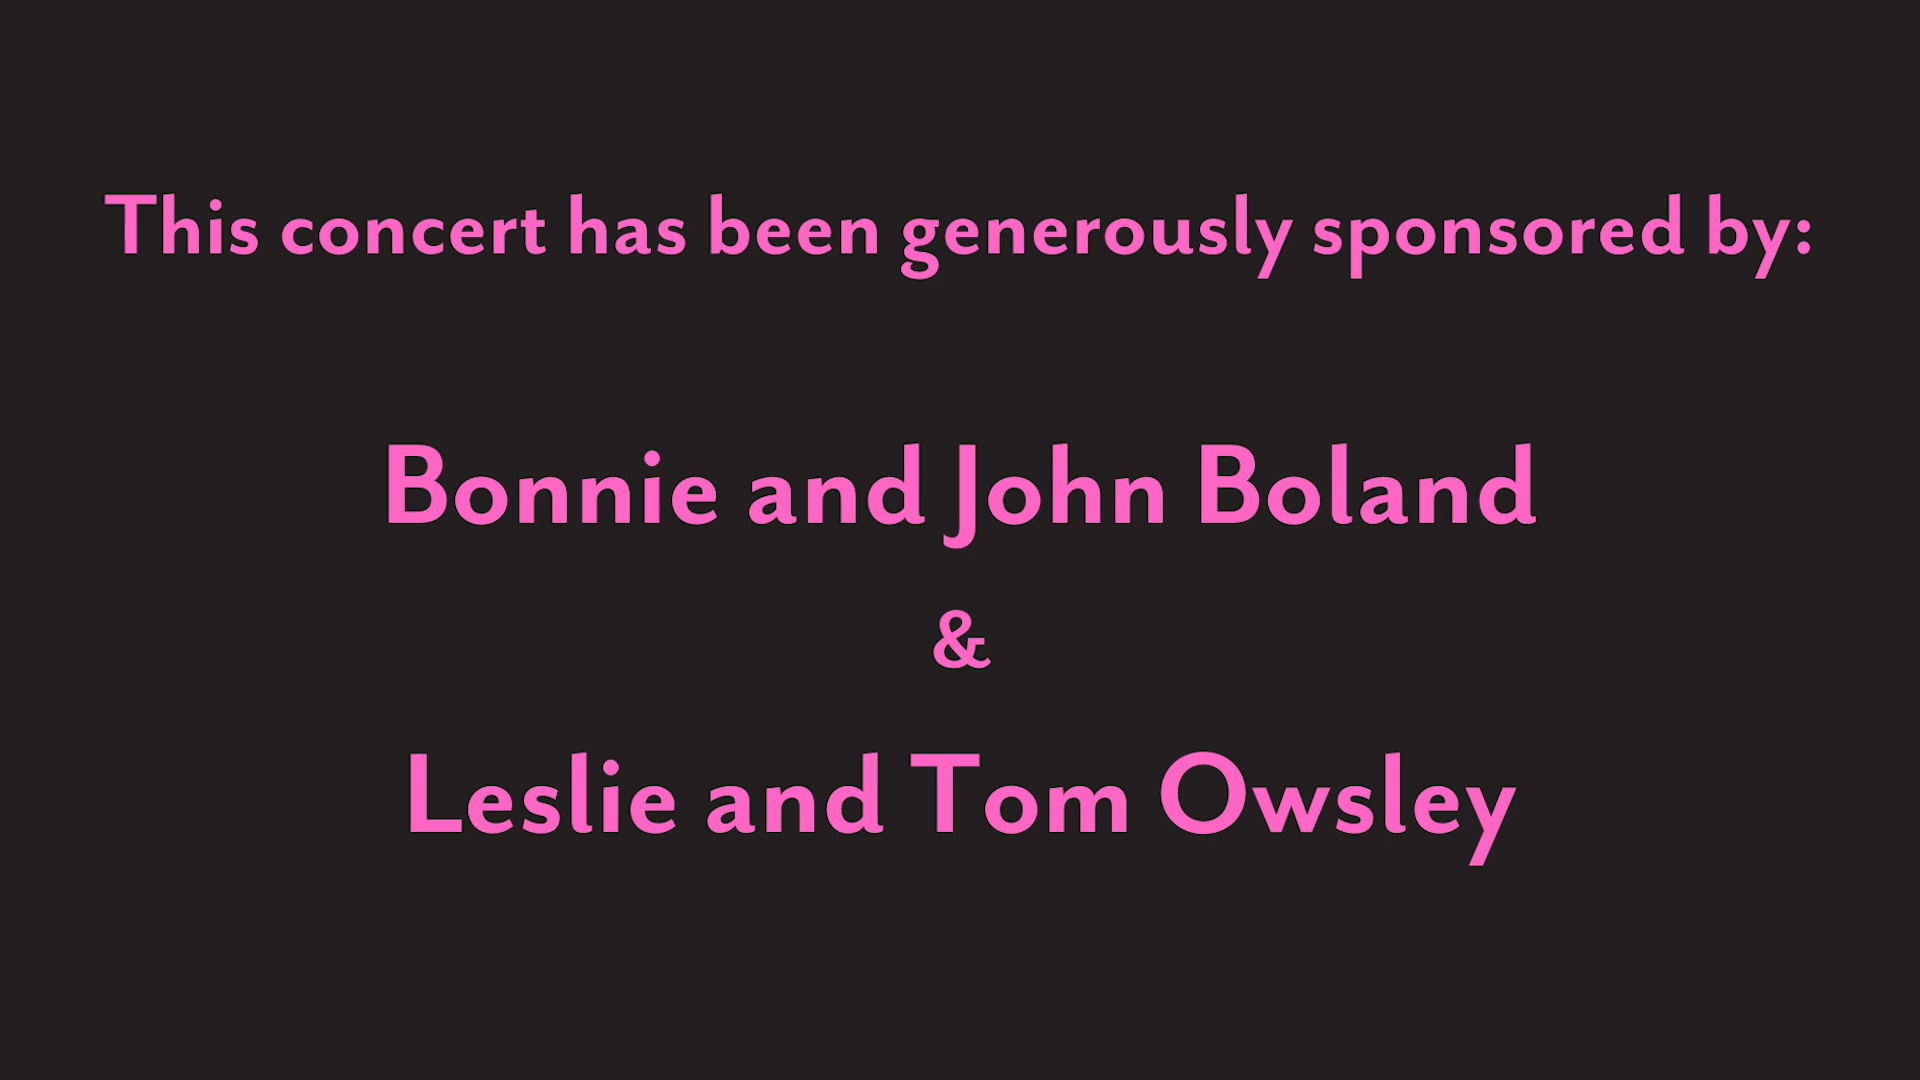 This concert has been generously sponsored by:
Bonnie and John Boland
&
Leslie and Tom Owsley